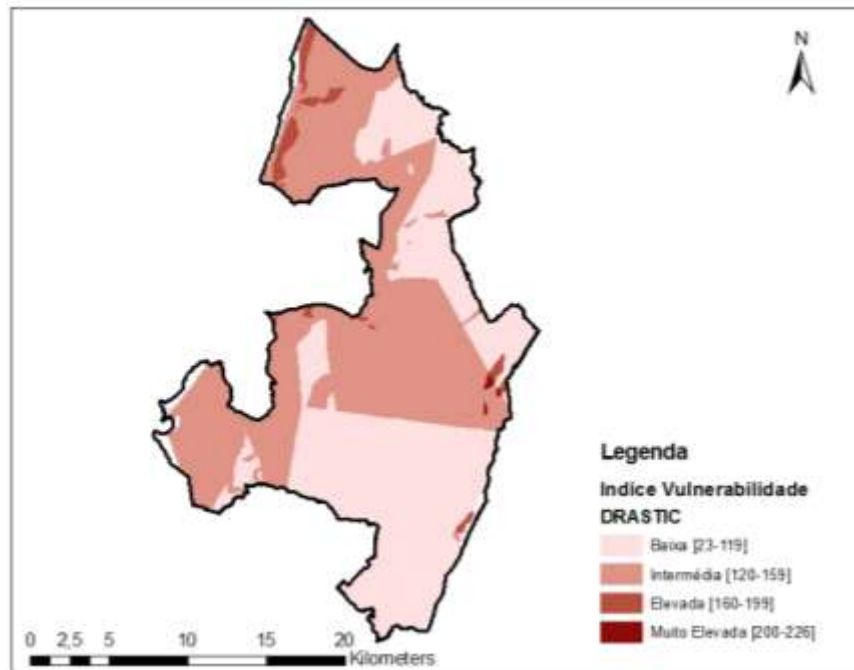 N
Legenda
Indice Vulnerabilidade
DRASTIC
Baixa [23-119]
Intermédia [120-159]
Elevada [160-199]
Muito Elevada [200-226]
0 2,5 5 10 15 20
Kilometers